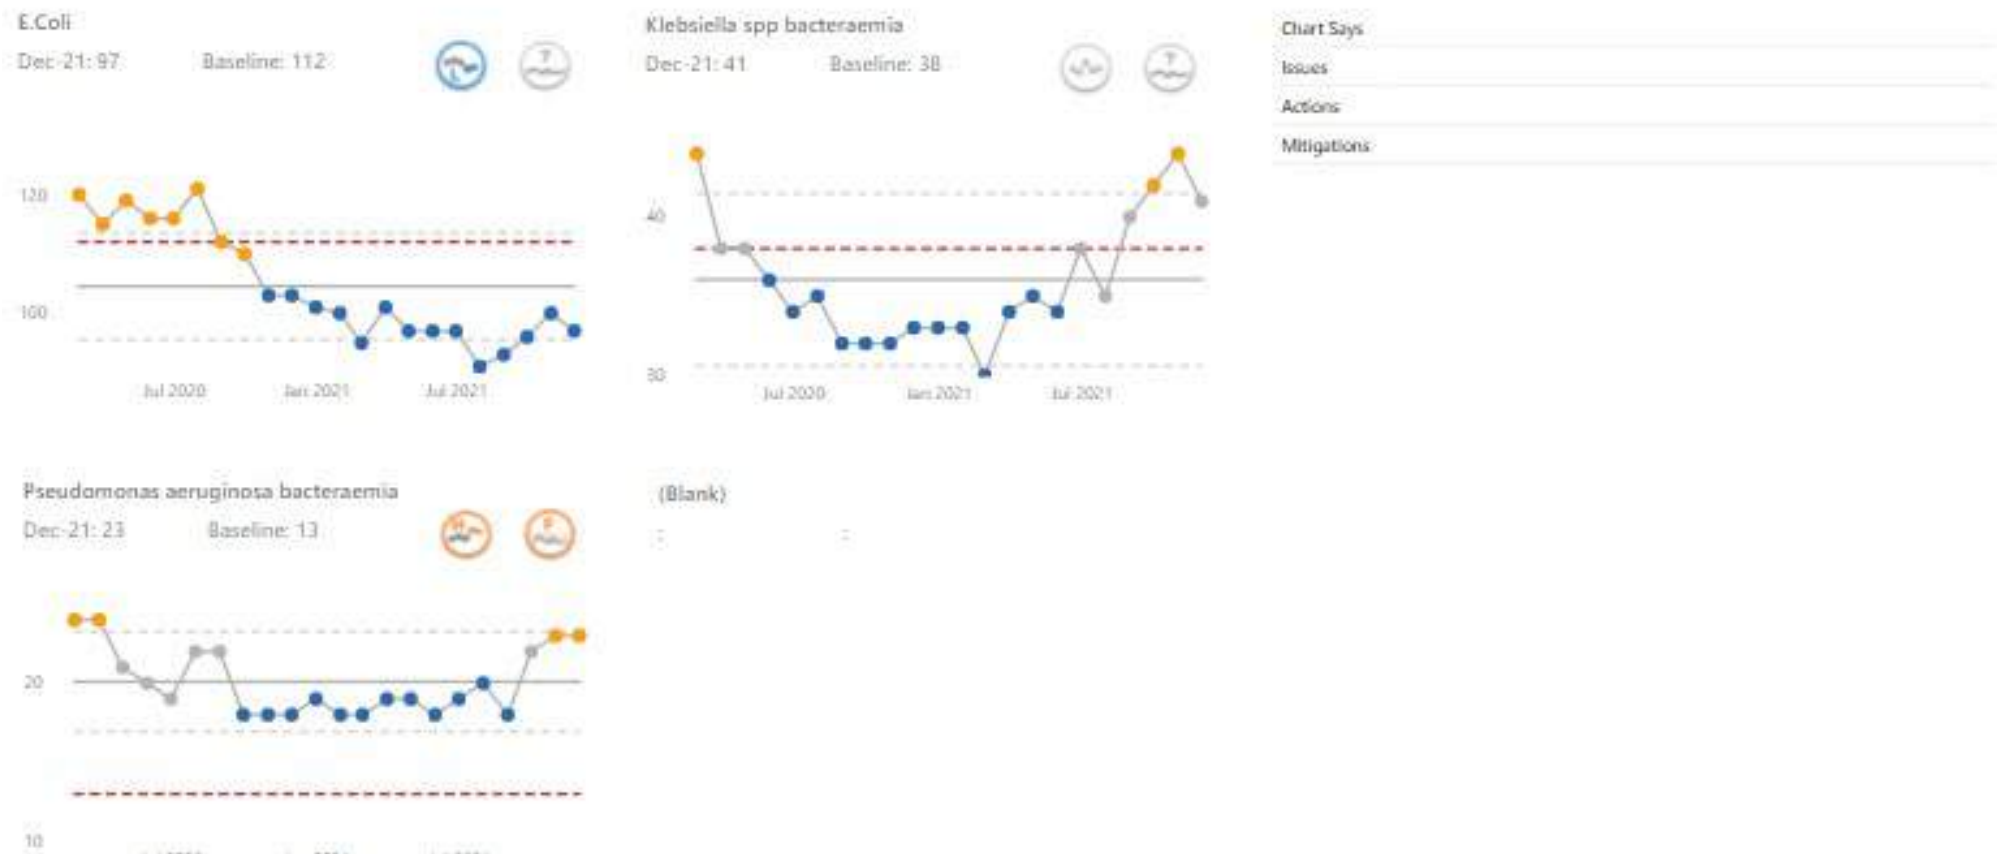 E.Coli
Dec-21: 97 Baseline: 112
120
100
Jul 2020 Jan 2021 Jul 2021
Klebsiella spp bacteraemia
Dec-21: 41 Baseline: 38
?
40
30
Jul 2020 Jan 2021 Jul 2021
Chart Says
Issues
Actions
Mitigations
Pseudomonas aeruginosa bacteraemia
Dec-21: 23 Baseline: 13
H F
20
10
(Blank)
: :